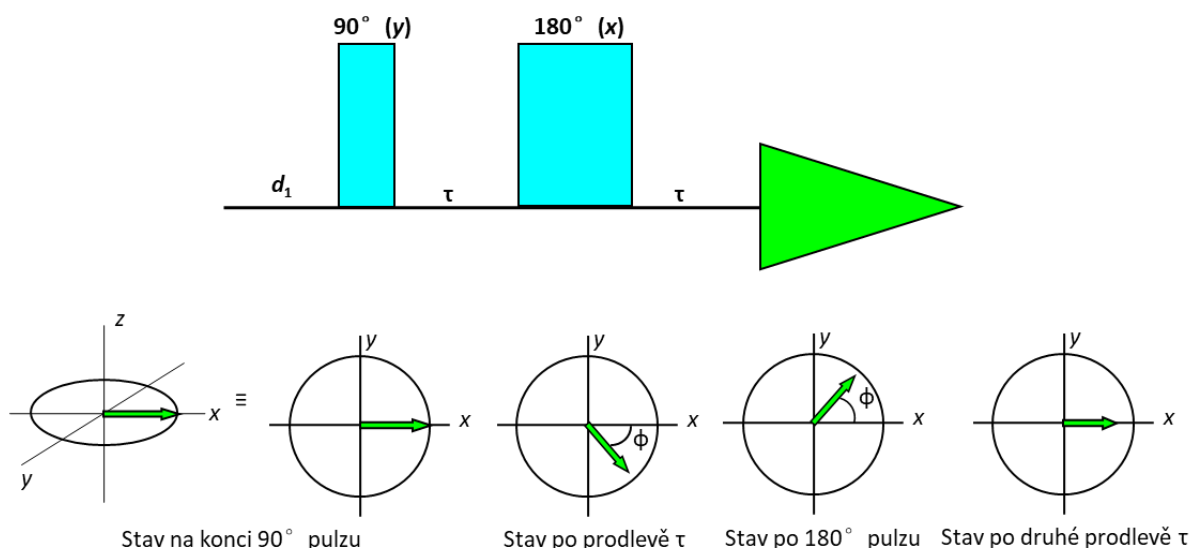 90° (y) 180° (x)
d₁ τ τ
z
x
y
≡
y
x
y
x
ϕ
y
x
ϕ
y
x
Stav na konci 90° pulzu Stav po prodlevě τ Stav po 180° pulzu Stav po druhé prodlevě τ